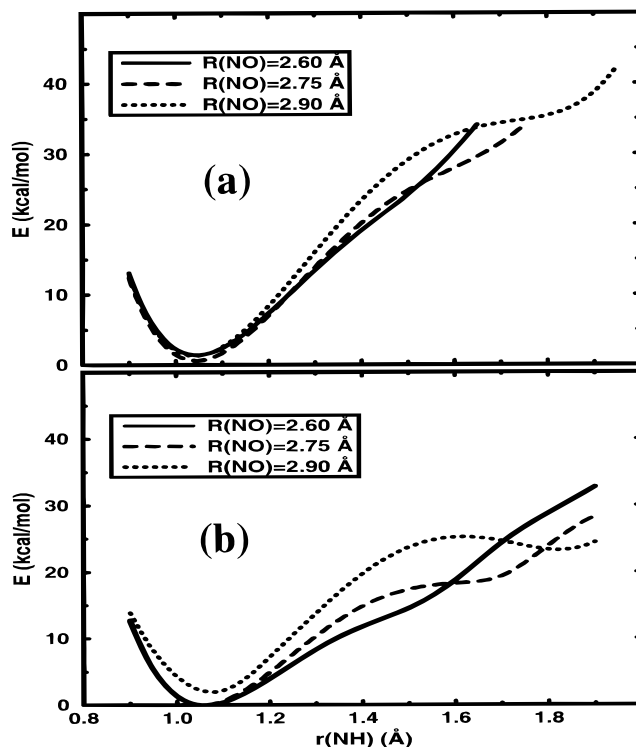 R(NO)=2.60 Å
R(NO)=2.75 Å
R(NO)=2.90 Å
(a)
E (kcal/mol)
40
30
20
10
0
R(NO)=2.60 Å
R(NO)=2.75 Å
R(NO)=2.90 Å
(b)
E (kcal/mol)
40
30
20
10
0
0.8 1.0 1.2 1.4 1.6 1.8
r(NH) (Å)